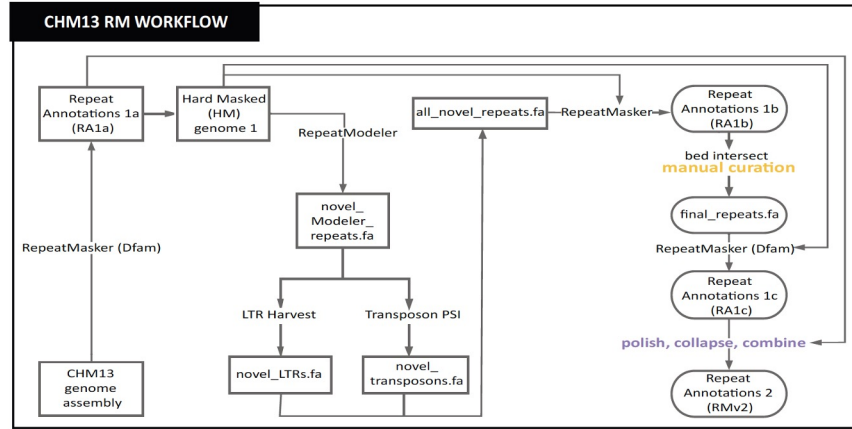 CHM13 RM WORKFLOW
Repeat
Annotations 1a
(RA1a)
Hard Masked
(HM)
genome 1
RepeatModeler
all_novel_repeats.fa
RepeatMasker
Repeat
Annotations 1b
(RA1b)
bed intersect
manual curation
novel_
Modeler_
repeats.fa
final_repeats.fa
RepeatMasker (Dfam)
RepeatMasker (Dfam)
Repeat
Annotations 1c
(RA1c)
LTR Harvest
Transposon PSI
polish, collapse, combine
CHM13
genome
assembly
novel_LTRs.fa
novel_
transposons.fa
Repeat
Annotations 2
(RMv2)